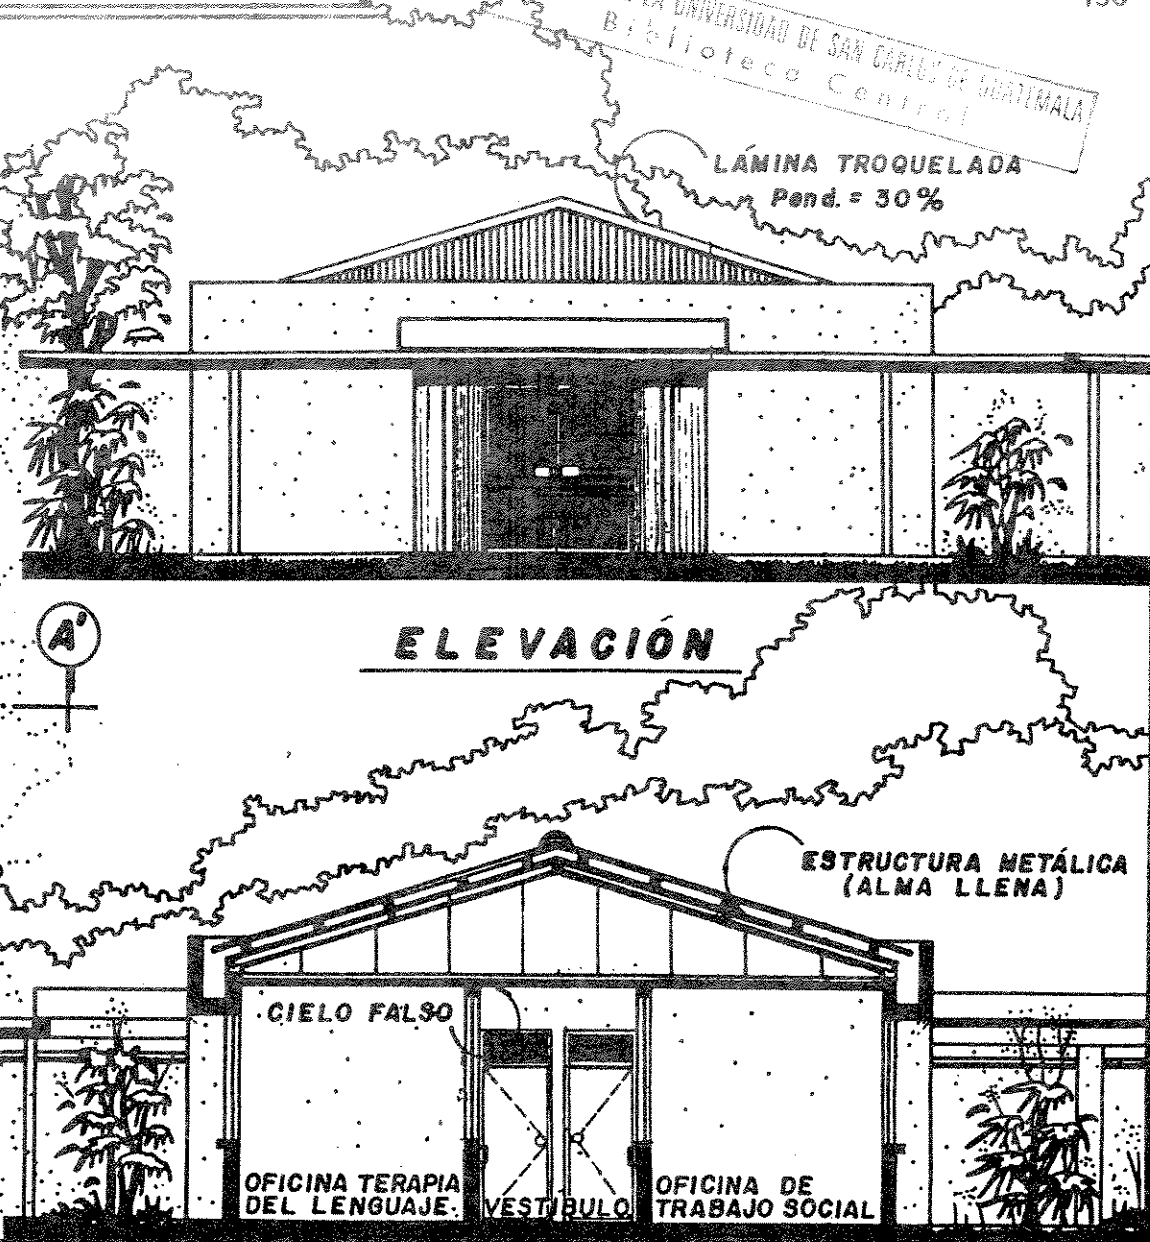 LA UNIVERSIDAD DE SAN CARLOS DE GUATEMALA
Biblioteca Central
LÁMINA TROQUELADA
Pend. = 30%
A'
ELEVACIÓN
ESTRUCTURA METÁLICA
(ALMA LLENA)
CIELO FALSO
OFICINA TERAPIA
DEL LENGUAJE.
VESTIBULO
OFICINA DE
TRABAJO SOCIAL